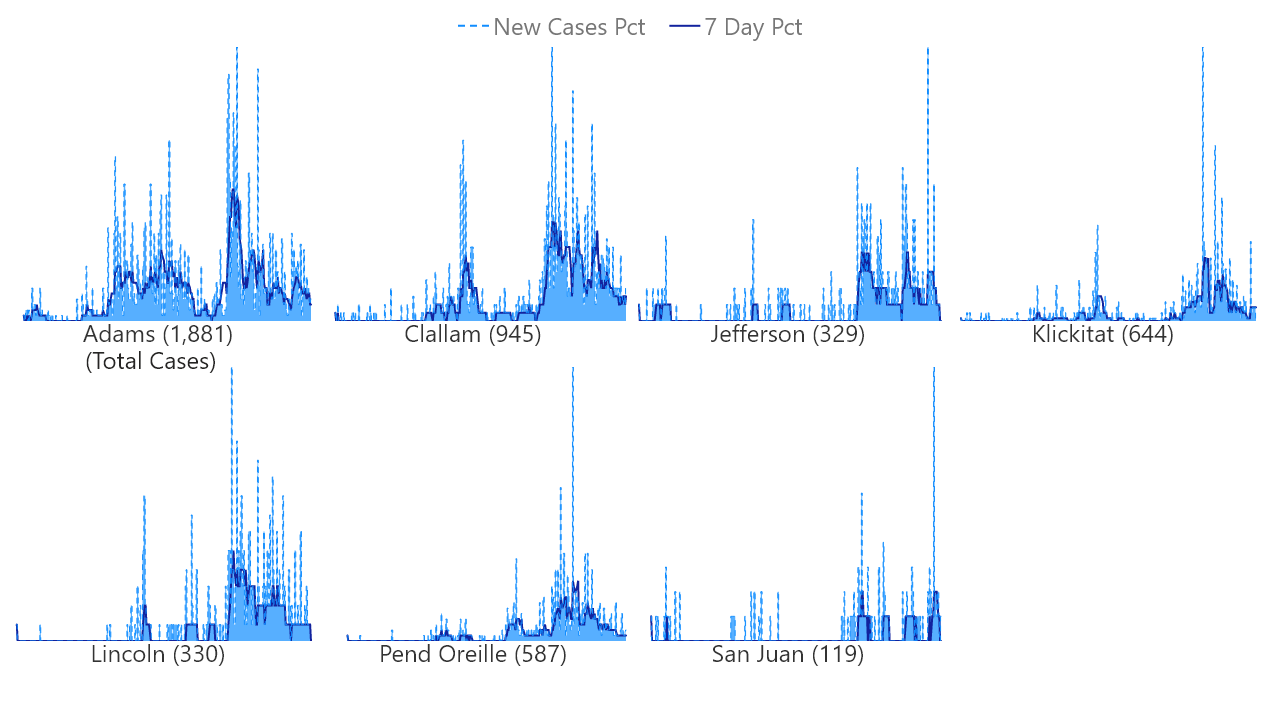 New Cases Pct 7 Day Pct
Adams (1,881) Clallam (945) Jefferson (329) Klickitat (644)
(Total Cases)
Lincoln (330) Pend Oreille (587) San Juan (119)